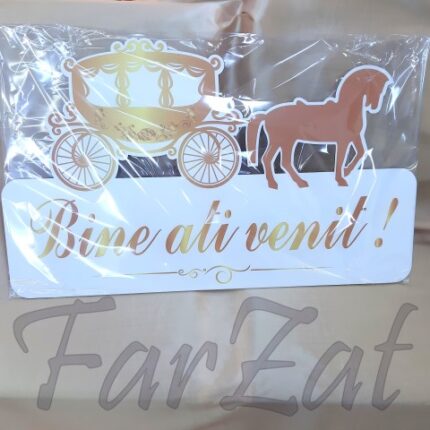 Bine ati venit !
FarZat